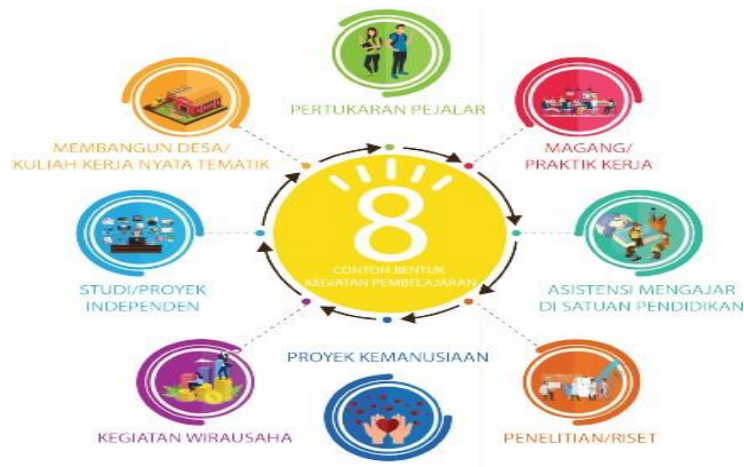 PERTUKARAN PEJALAR
MAGANG/
PRAKTIK KERJA
ASISTENSI MENGAJAR
DI SATUAN PENDIDIKAN
PENELITIAN/RISET
PROYEK KEMANUSIAAN
KEGIATAN WIRAUSAHA
STUDI/PROYEK
INDEPENDEN
MEMBANGUN DESA/
KULIAH KERJA NYATA TEMATIK
8
CONTOH BENTUK
KEGIATAN PEMBELAJARAN